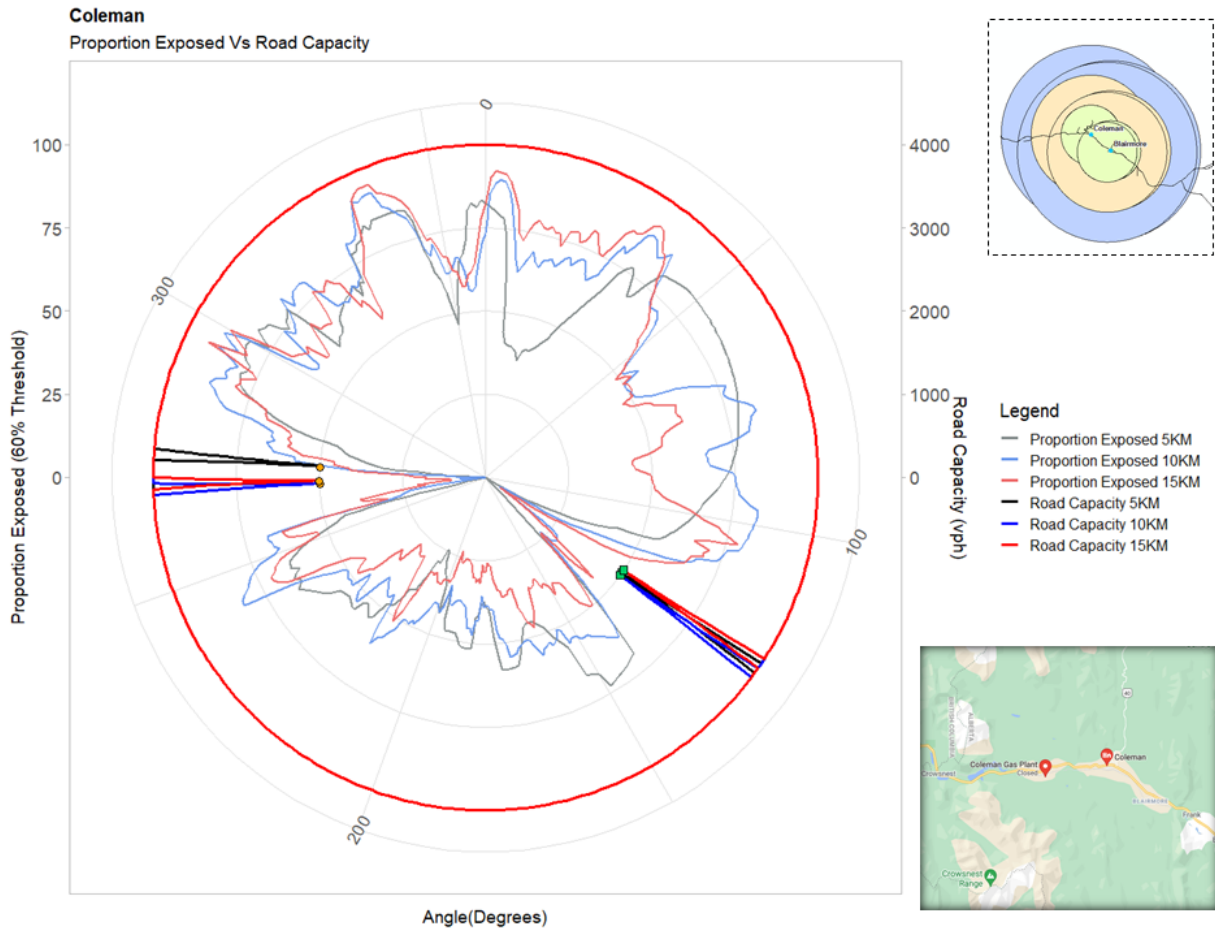 Coleman
Proportion Exposed Vs Road Capacity
Proportion Exposed (60% Threshold)
100
75
50
25
0
0
100
200
300
4000
3000
2000
1000
0
Road Capacity (vph)
Angle(Degrees)
Coleman
Blairmore
Legend
Proportion Exposed 5KM
Proportion Exposed 10KM
Proportion Exposed 15KM
Road Capacity 5KM
Road Capacity 10KM
Road Capacity 15KM
40
BRITISH COLUMBIA
ALBERTA
Coleman Gas Plant
Closed
Coleman
Crowsnest
BLAIRMORE
Frank
Crowsnest
Range